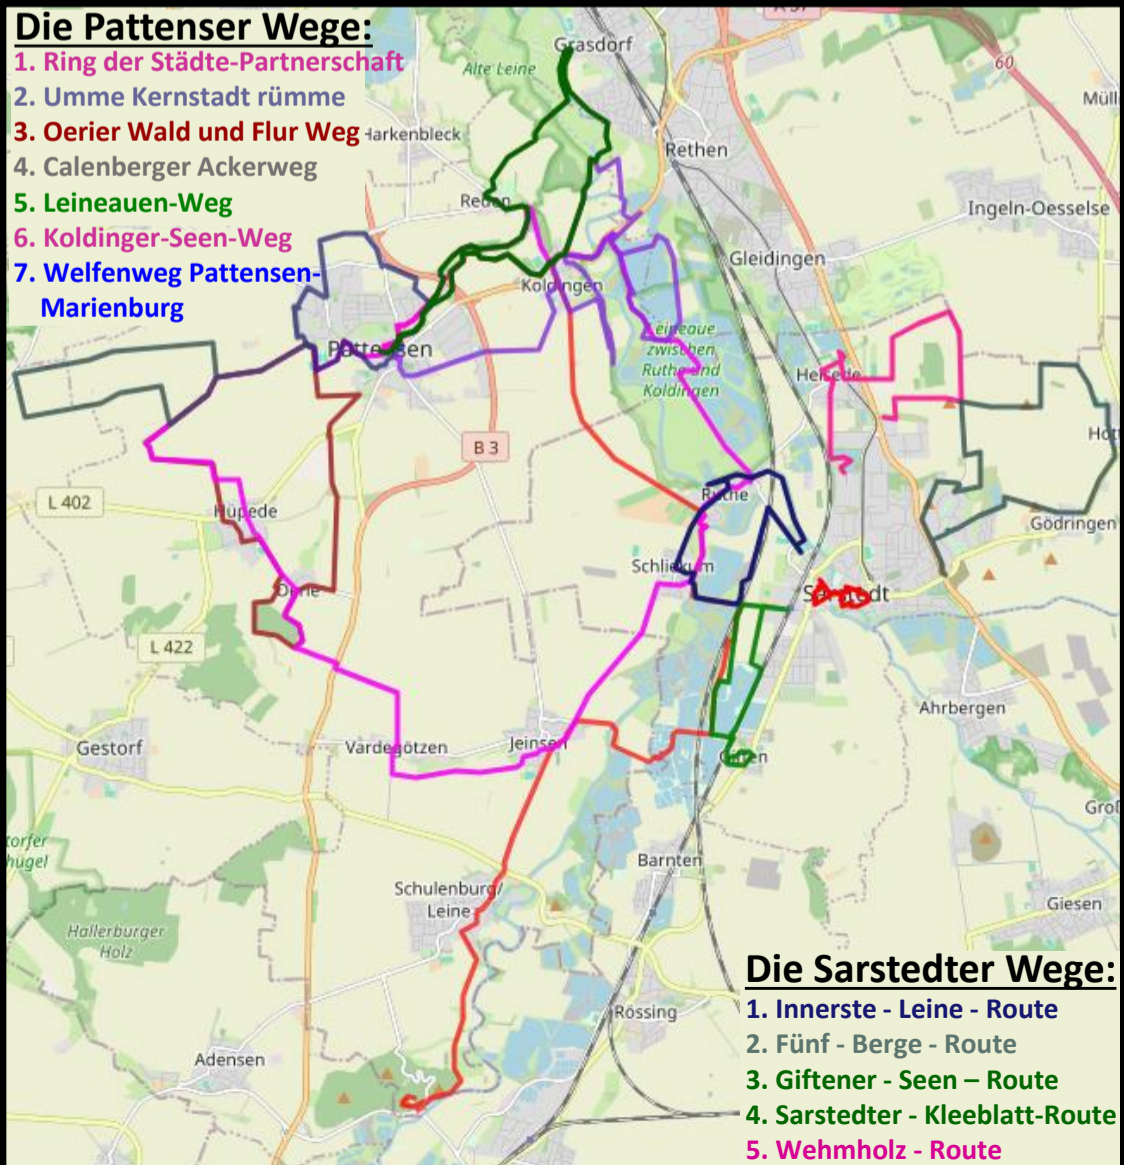 Die Pattenser Wege:
1. Ring der Städte-Partnerschaft
2. Umme Kernstadt rümme
3. Oerier Wald und Flur Weg
4. Calenberger Ackerweg
5. Leineauen-Weg
6. Koldinger-Seen-Weg
7. Welfenweg Pattensen-
Marienburg
Grasdorf
Alte Leine
60
Harkenbleck
Rethen
Reden
Ingeln-Oesselse
Gleidingen
Koldingen
Pattensen
Leineaue
zwischen
Ruthe und
Koldingen
Heisede
B 3
L 402
Hüpede
Ruthe
Gödringen
Schliekum
Oerie
Sarstedt
L 422
Ahrbergen
Gestorf
Vardegötzen
Jeinsen
Giften
Barnten
Schulenburg/
Leine
Giesen
Hallerburger
Holz
Rössing
Adensen
Die Sarstedter Wege:
1. Innerste - Leine - Route
2. Fünf - Berge - Route
3. Giftener - Seen – Route
4. Sarstedter - Kleeblatt-Route
5. Wehmholz - Route